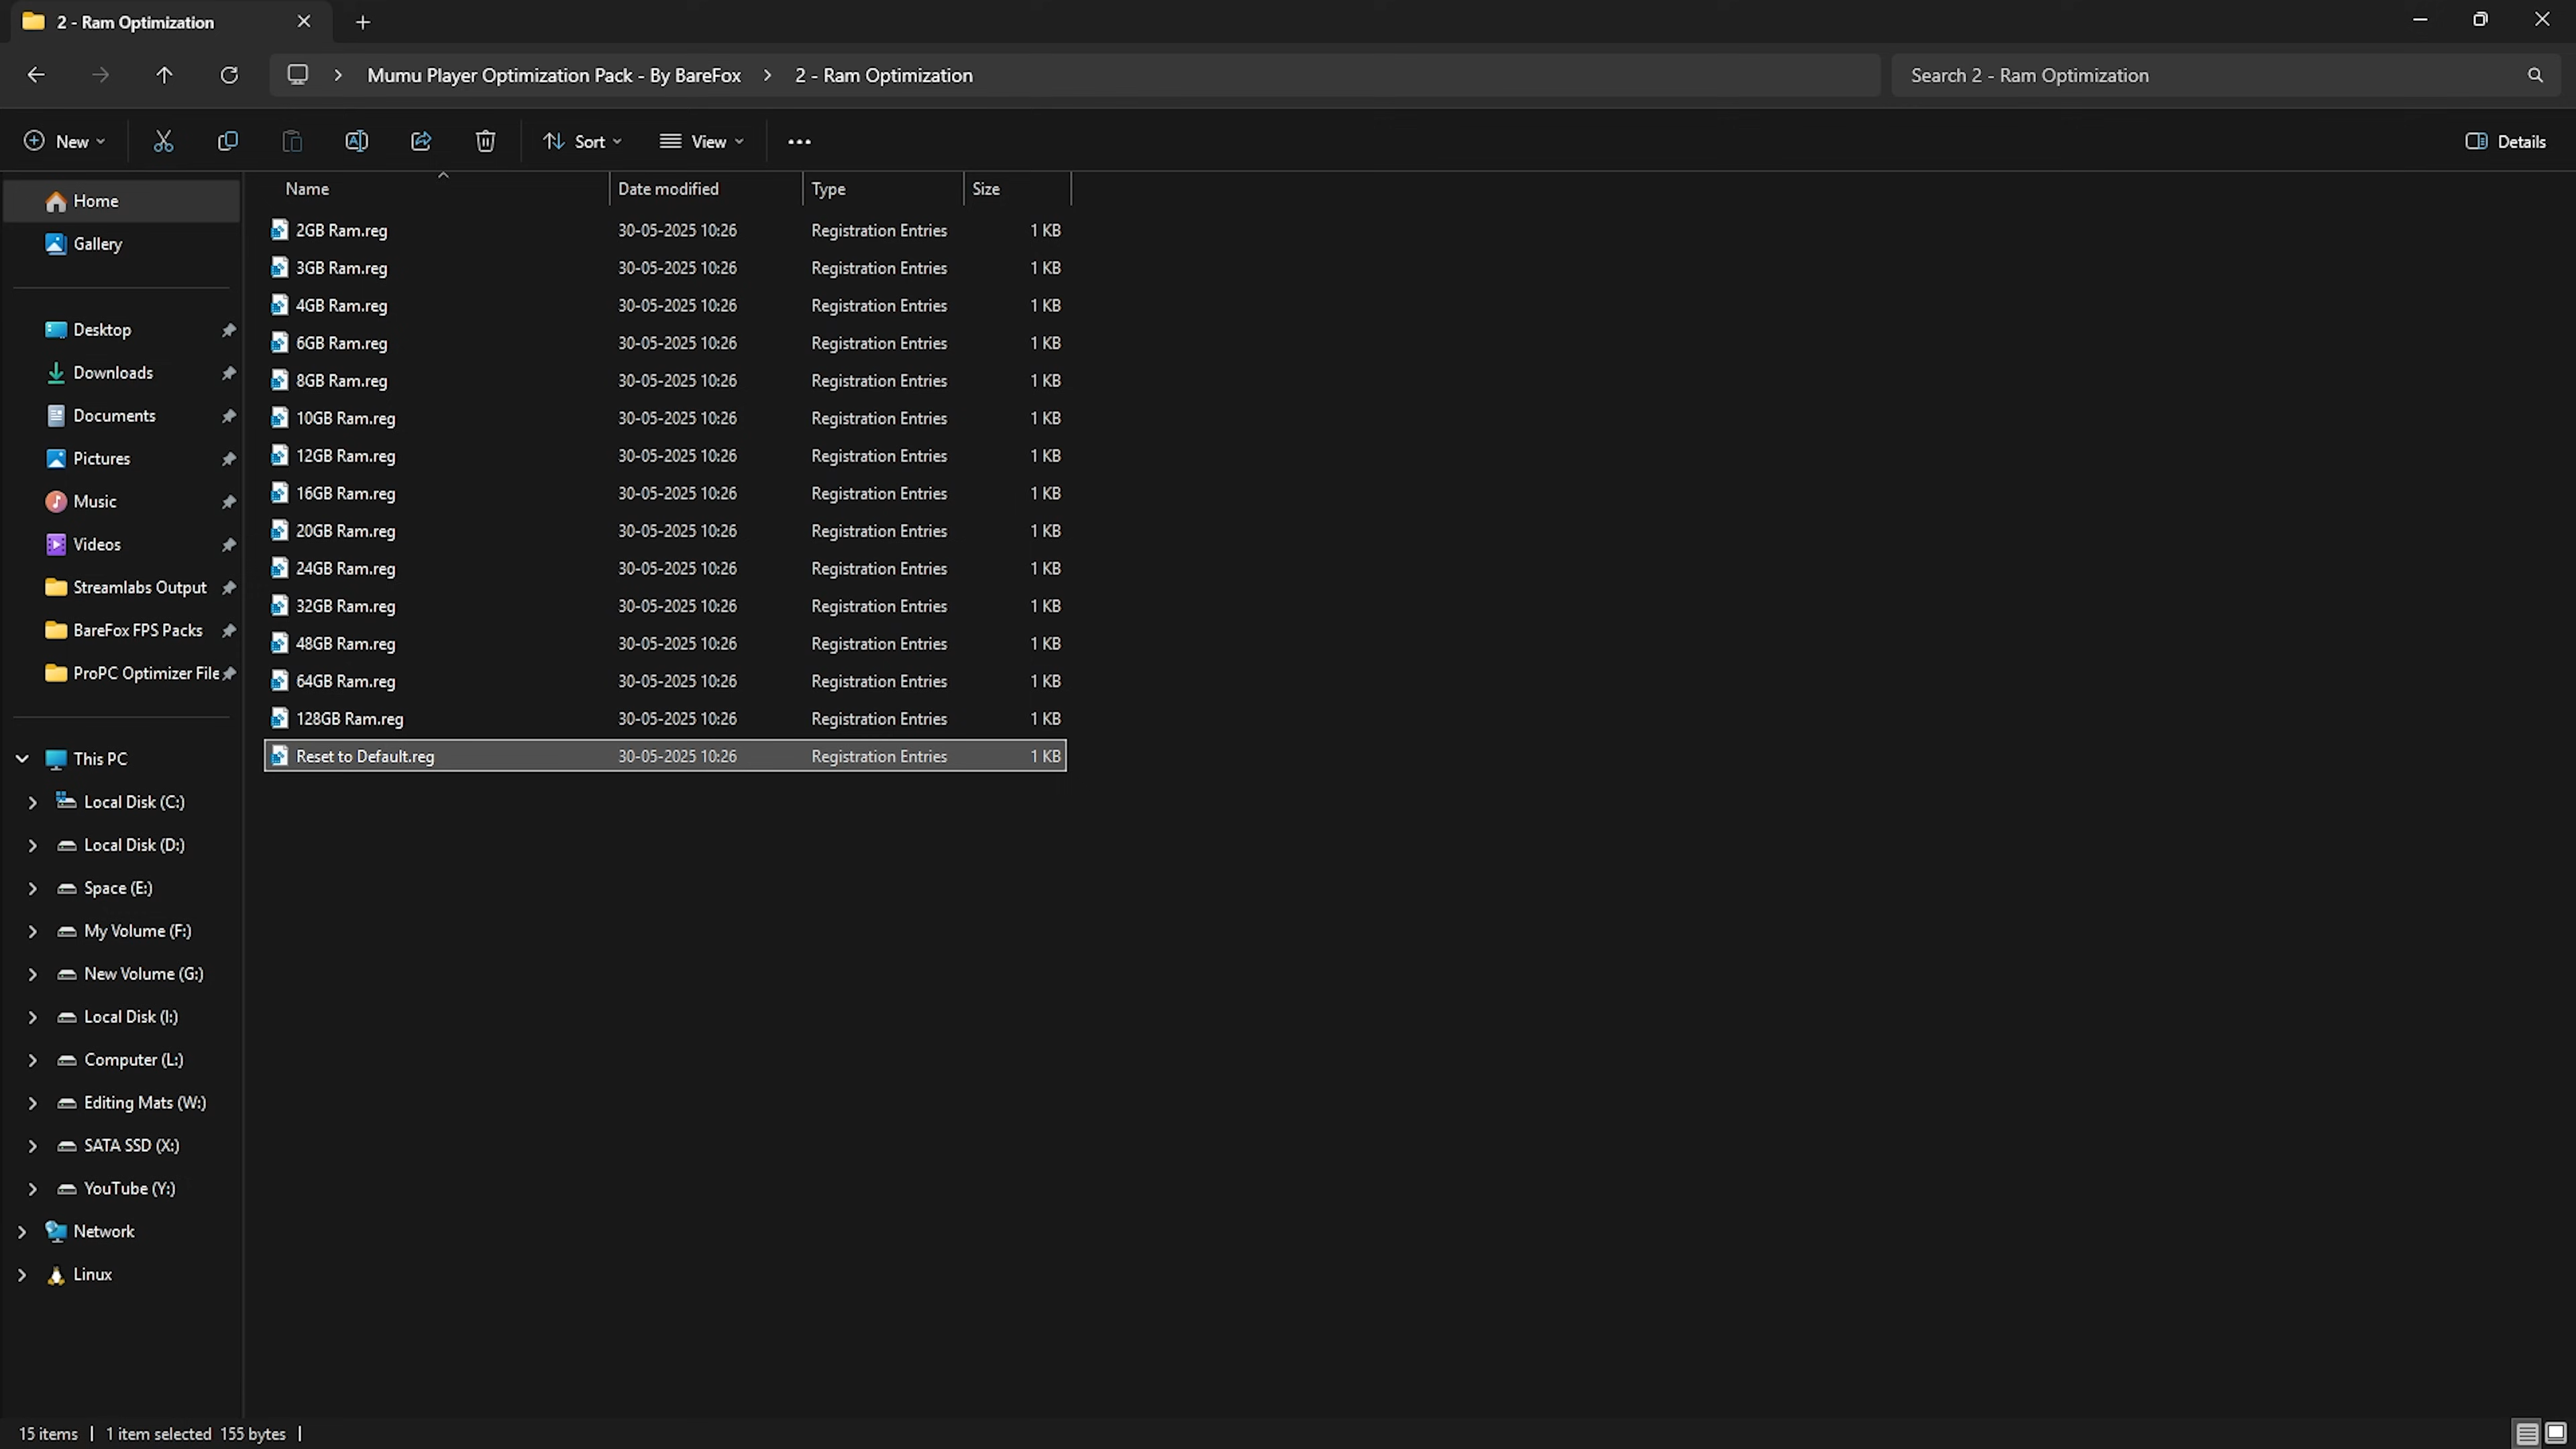 2 - Ram Optimization
Mumu Player Optimization Pack - By BareFox > 2 - Ram Optimization
Search 2 - Ram Optimization
New
Sort
View
Details
Name Date modified Type Size
Home
Gallery
Desktop
Downloads
Documents
Pictures
Music
Videos
Streamlabs Output
BareFox FPS Packs
ProPC Optimizer File
This PC
Local Disk (C:)
Local Disk (D:)
Space (E:)
My Volume (F:)
New Volume (G:)
Local Disk (I:)
Computer (L:)
Editing Mats (W:)
SATA SSD (X:)
YouTube (Y:)
Network
Linux
2GB Ram.reg 30-05-2025 10:26 Registration Entries 1 KB
3GB Ram.reg 30-05-2025 10:26 Registration Entries 1 KB
4GB Ram.reg 30-05-2025 10:26 Registration Entries 1 KB
6GB Ram.reg 30-05-2025 10:26 Registration Entries 1 KB
8GB Ram.reg 30-05-2025 10:26 Registration Entries 1 KB
10GB Ram.reg 30-05-2025 10:26 Registration Entries 1 KB
12GB Ram.reg 30-05-2025 10:26 Registration Entries 1 KB
16GB Ram.reg 30-05-2025 10:26 Registration Entries 1 KB
20GB Ram.reg 30-05-2025 10:26 Registration Entries 1 KB
24GB Ram.reg 30-05-2025 10:26 Registration Entries 1 KB
32GB Ram.reg 30-05-2025 10:26 Registration Entries 1 KB
48GB Ram.reg 30-05-2025 10:26 Registration Entries 1 KB
64GB Ram.reg 30-05-2025 10:26 Registration Entries 1 KB
128GB Ram.reg 30-05-2025 10:26 Registration Entries 1 KB
Reset to Default.reg 30-05-2025 10:26 Registration Entries 1 KB
15 items | 1 item selected 155 bytes |